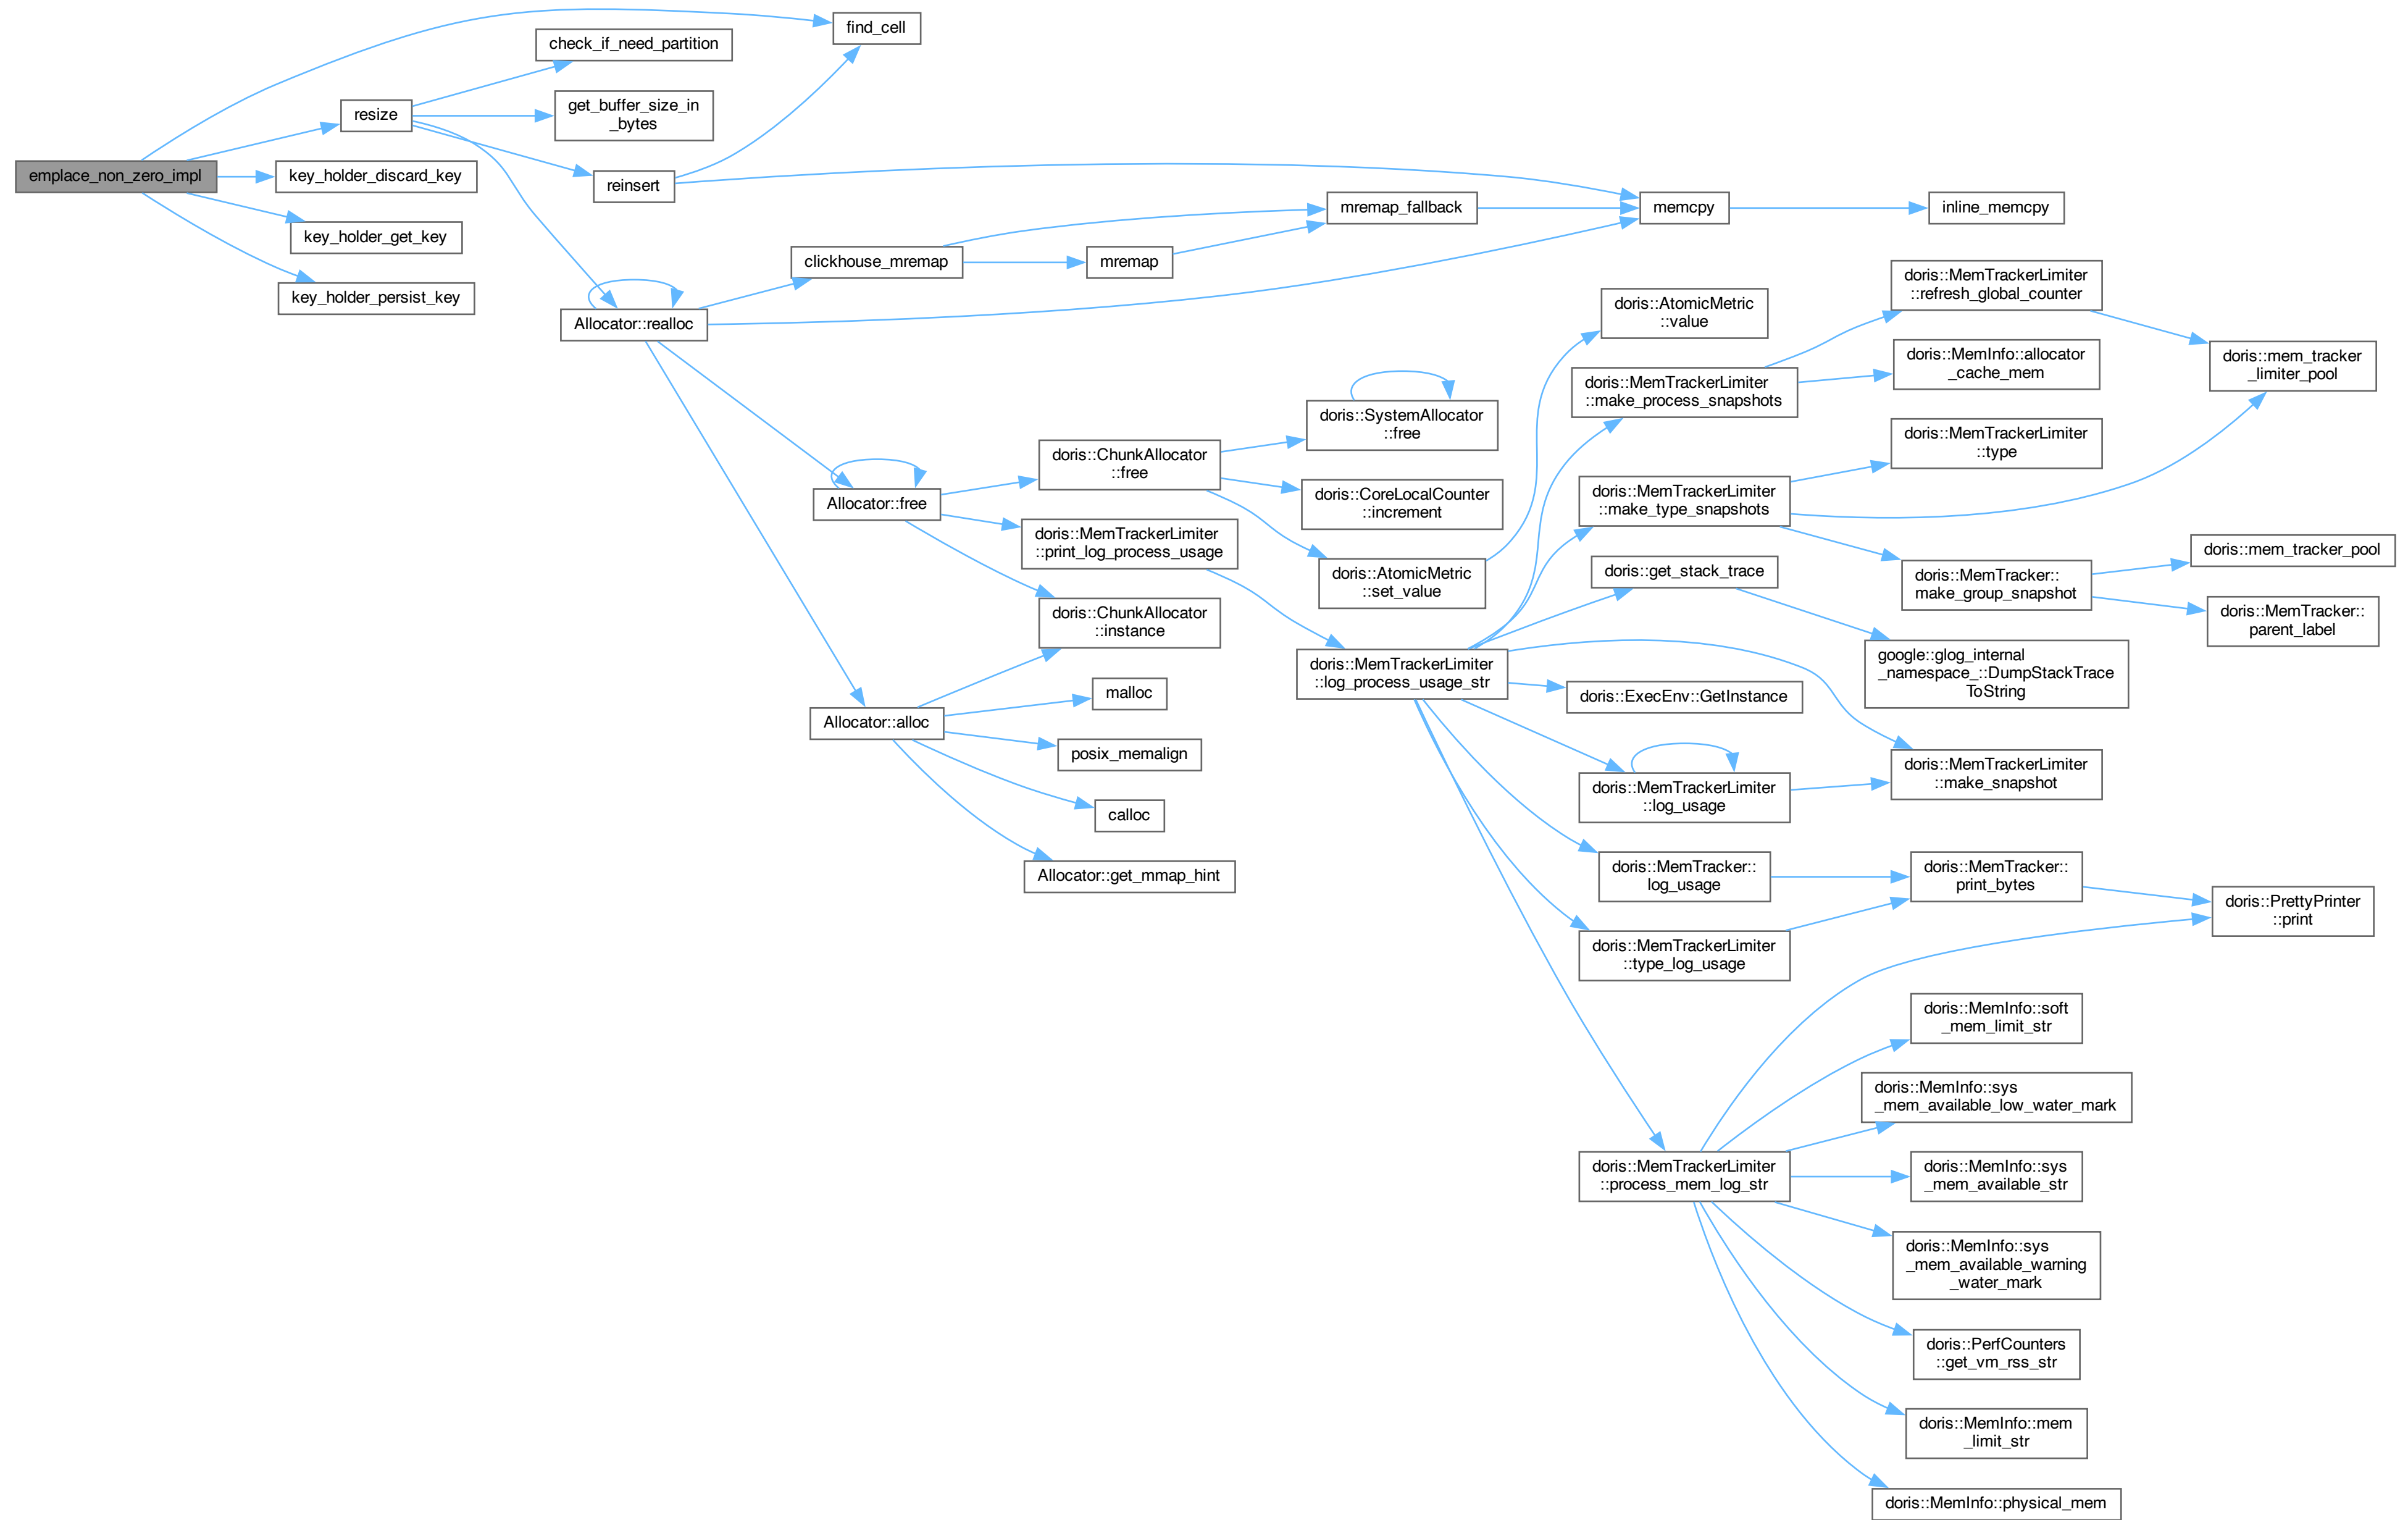 find_cell
check_if_need_partition
get_buffer_size_in
_bytes
resize
emplace_non_zero_impl
key_holder_discard_key
key_holder_get_key
key_holder_persist_key
reinsert
mremap_fallback
memcpy
inline_memcpy
clickhouse_mremap
mremap
Allocator::realloc
doris::AtomicMetric
::value
doris::MemTrackerLimiter
::refresh_global_counter
doris::MemInfo::allocator
_cache_mem
doris::mem_tracker
_limiter_pool
doris::MemTrackerLimiter
::make_process_snapshots
doris::SystemAllocator
::free
doris::MemTrackerLimiter
::type
doris::ChunkAllocator
::free
doris::CoreLocalCounter
::increment
Allocator::free
doris::MemTrackerLimiter
::print_log_process_usage
doris::MemTrackerLimiter
::make_type_snapshots
doris::mem_tracker_pool
doris::AtomicMetric
::set_value
doris::get_stack_trace
doris::MemTracker::
make_group_snapshot
doris::MemTracker::
parent_label
doris::ChunkAllocator
::instance
doris::MemTrackerLimiter
::log_process_usage_str
google::glog_internal
_namespace_::DumpStackTrace
ToString
malloc
doris::ExecEnv::GetInstance
Allocator::alloc
posix_memalign
doris::MemTrackerLimiter
::make_snapshot
doris::MemTrackerLimiter
::log_usage
calloc
Allocator::get_mmap_hint
doris::MemTracker::
log_usage
doris::MemTracker::
print_bytes
doris::PrettyPrinter
::print
doris::MemTrackerLimiter
::type_log_usage
doris::MemInfo::soft
_mem_limit_str
doris::MemInfo::sys
_mem_available_low_water_mark
doris::MemTrackerLimiter
::process_mem_log_str
doris::MemInfo::sys
_mem_available_str
doris::MemInfo::sys
_mem_available_warning
_water_mark
doris::PerfCounters
::get_vm_rss_str
doris::MemInfo::mem
_limit_str
doris::MemInfo::physical_mem